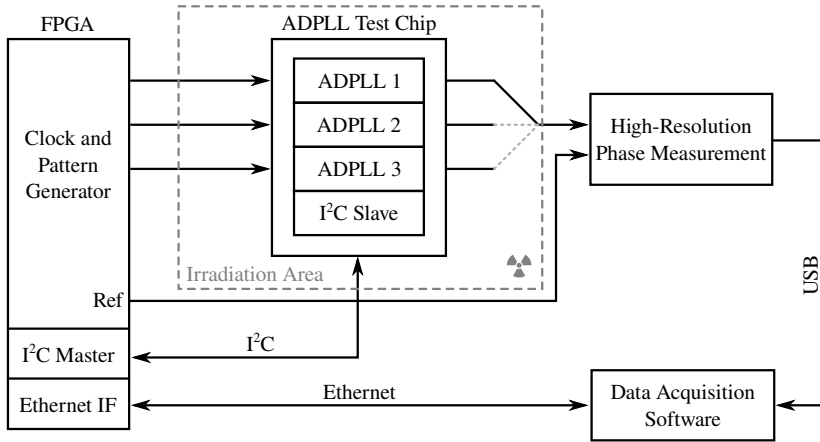 FPGA
ADPLL Test Chip
ADPLL 1
ADPLL 2
ADPLL 3
I²C Slave
Clock and
Pattern
Generator
High-Resolution
Phase Measurement
Irradiation Area
Ref
USB
I²C Master
I²C
Ethernet IF
Ethernet
Data Acquisition
Software